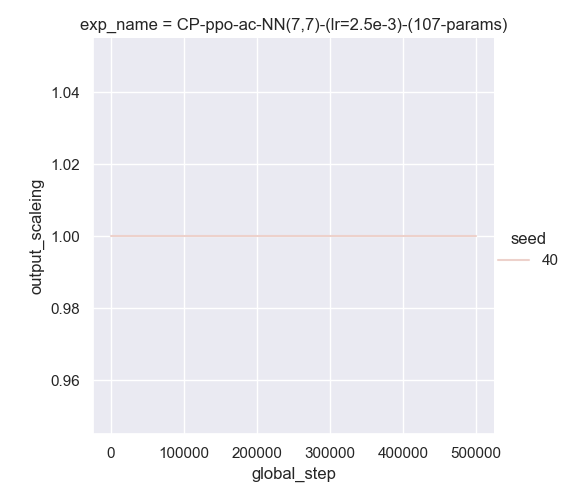 exp_name = CP-ppo-ac-NN(7,7)-(lr=2.5e-3)-(107-params)
1.04
1.02
1.00
0.98
0.96
output_scaleing
0 100000 200000 300000 400000 500000
global_step
seed
40